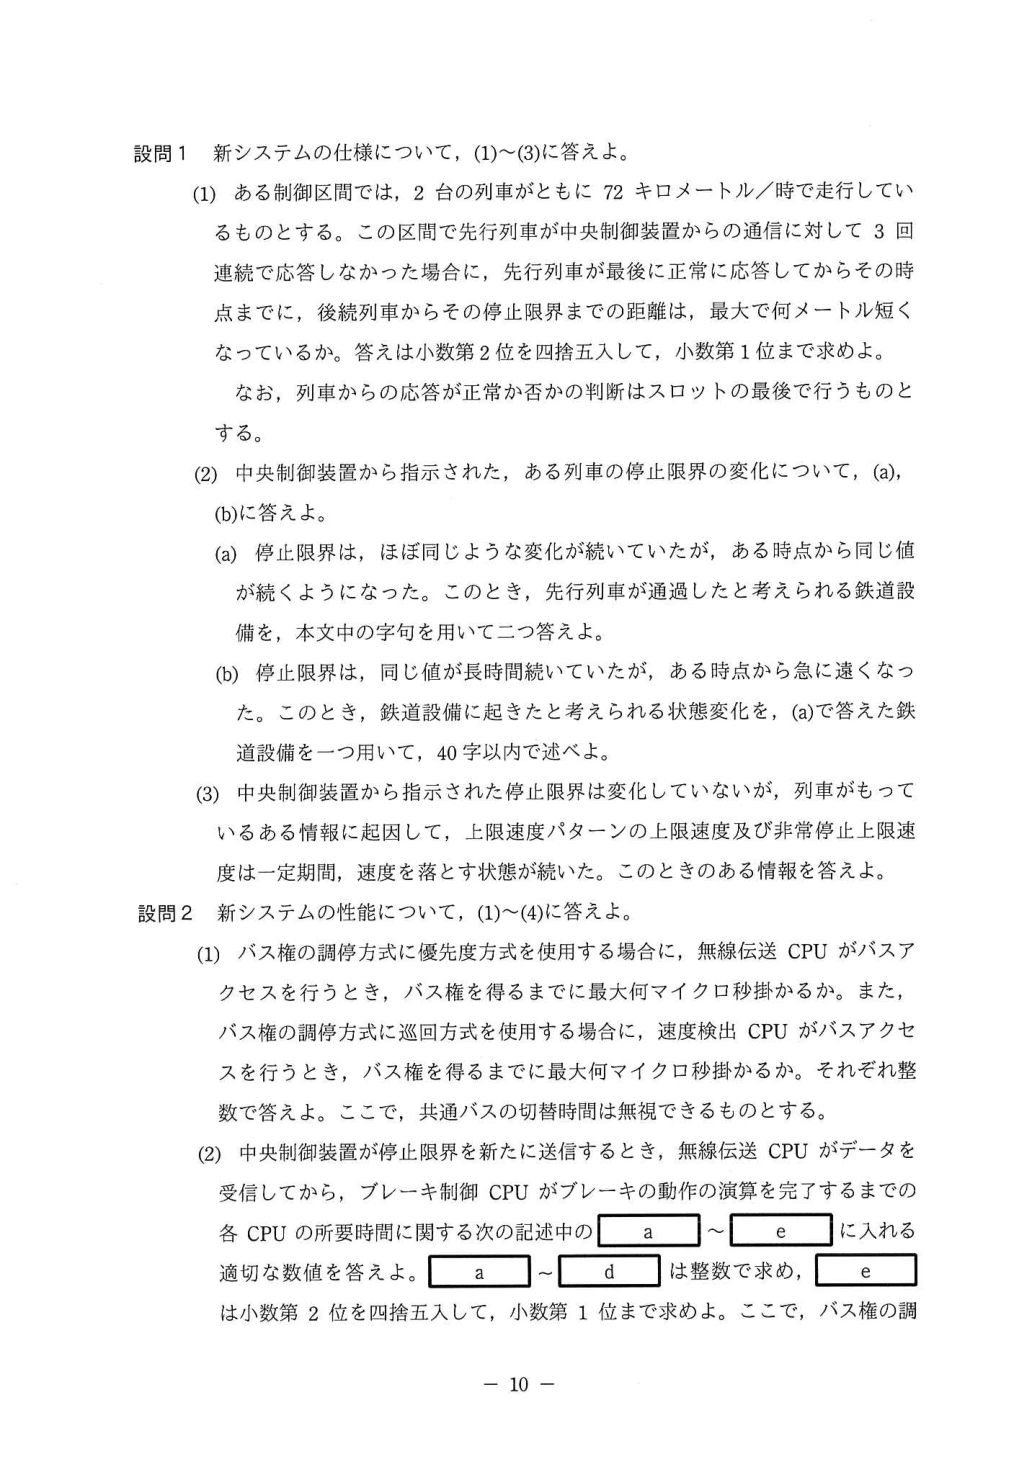 設問1 新システムの仕様について，(1)～(3)に答えよ。
(1) ある制御区間では，2 台の列車がともに 72 キロメートル／時で走行してい
るものとする。この区間で先行列車が中央制御装置からの通信に対して 3 回
連続で応答しなかった場合に，先行列車が最後に正常に応答してからその時
点までに，後続列車からその停止限界までの距離は，最大で何メートル短く
なっているか。答えは小数第2位を四捨五入して，小数第1位まで求めよ。
なお，列車からの応答が正常か否かの判断はスロットの最後で行うものと
する。
(2) 中央制御装置から指示された，ある列車の停止限界の変化について，(a)，
(b)に答えよ。
(a) 停止限界は，ほぼ同じような変化が続いていたが，ある時点から同じ値
が続くようになった。このとき，先行列車が通過したと考えられる鉄道設
備を，本文中の字句を用いて二つ答えよ。
(b) 停止限界は，同じ値が長時間続いていたが，ある時点から急に遠くなっ
た。このとき，鉄道設備に起きたと考えられる状態変化を，(a)で答えた鉄
道設備を一つ用いて，40字以内で述べよ。
(3) 中央制御装置から指示された停止限界は変化していないが，列車がもって
いるある情報に起因して，上限速度パターンの上限速度及び非常停止上限速
度は一定期間，速度を落とす状態が続いた。このときのある情報を答えよ。
設問2 新システムの性能について，(1)～(4)に答えよ。
(1) バス権の調停方式に優先度方式を使用する場合に，無線伝送 CPU がバスア
クセスを行うとき，バス権を得るまでに最大何マイクロ秒掛かるか。また，
バス権の調停方式に巡回方式を使用する場合に，速度検出 CPU がバスアクセ
スを行うとき，バス権を得るまでに最大何マイクロ秒掛かるか。それぞれ整
数で答えよ。ここで，共通バスの切替時間は無視できるものとする。
(2) 中央制御装置が停止限界を新たに送信するとき，無線伝送 CPU がデータを
受信してから，ブレーキ制御 CPU がブレーキの動作の演算を完了するまでの
各 CPU の所要時間に関する次の記述中の a ～ e に入れる
適切な数値を答えよ。 a ～ d は整数で求め， e
は小数第 2 位を四捨五入して，小数第 1 位まで求めよ。ここで，バス権の調
－ 10 －